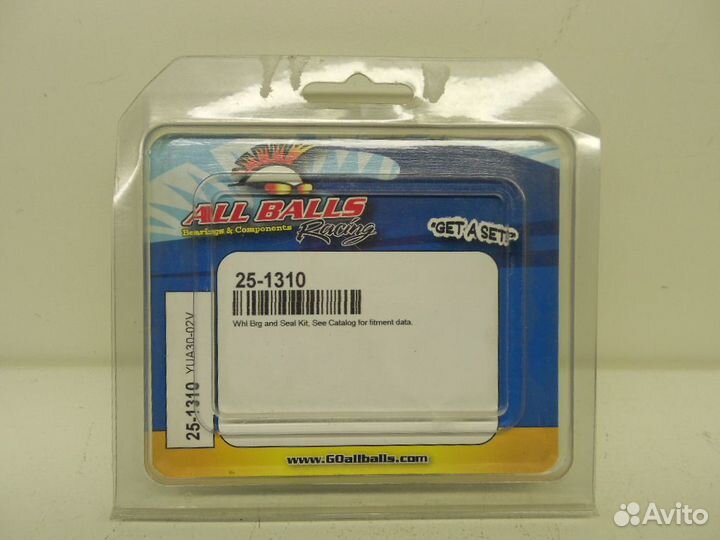 ALL BALLS
Racing
Bearings & Components
"GET A SET!"
25-1310
Whl Brg and Seal Kit, See Catalog for fitment data.
25-1310 YUA30-02V
www.GOallballs.com
Avito